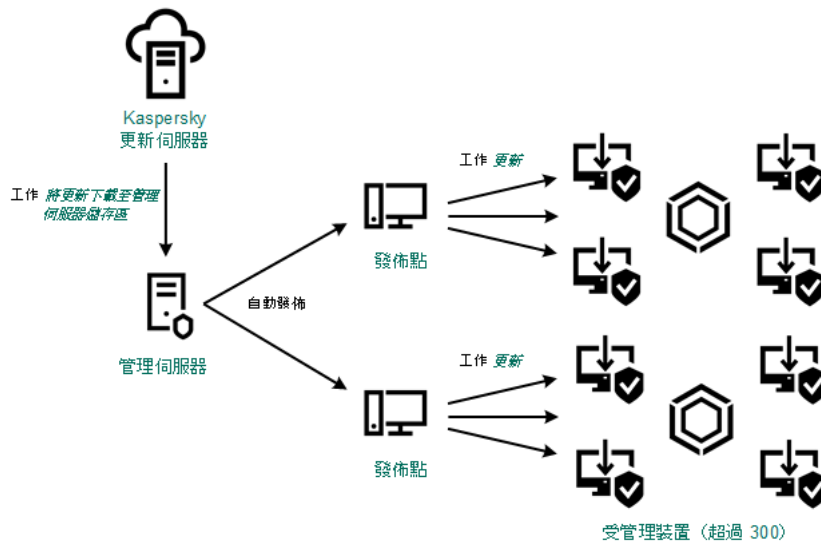 Kaspersky
更新伺服器
工作 將更新下載至管理
伺服器儲存區
管理伺服器
自動發佈
發佈點
工作 更新
發佈點
工作 更新
受管理裝置（超過 300）